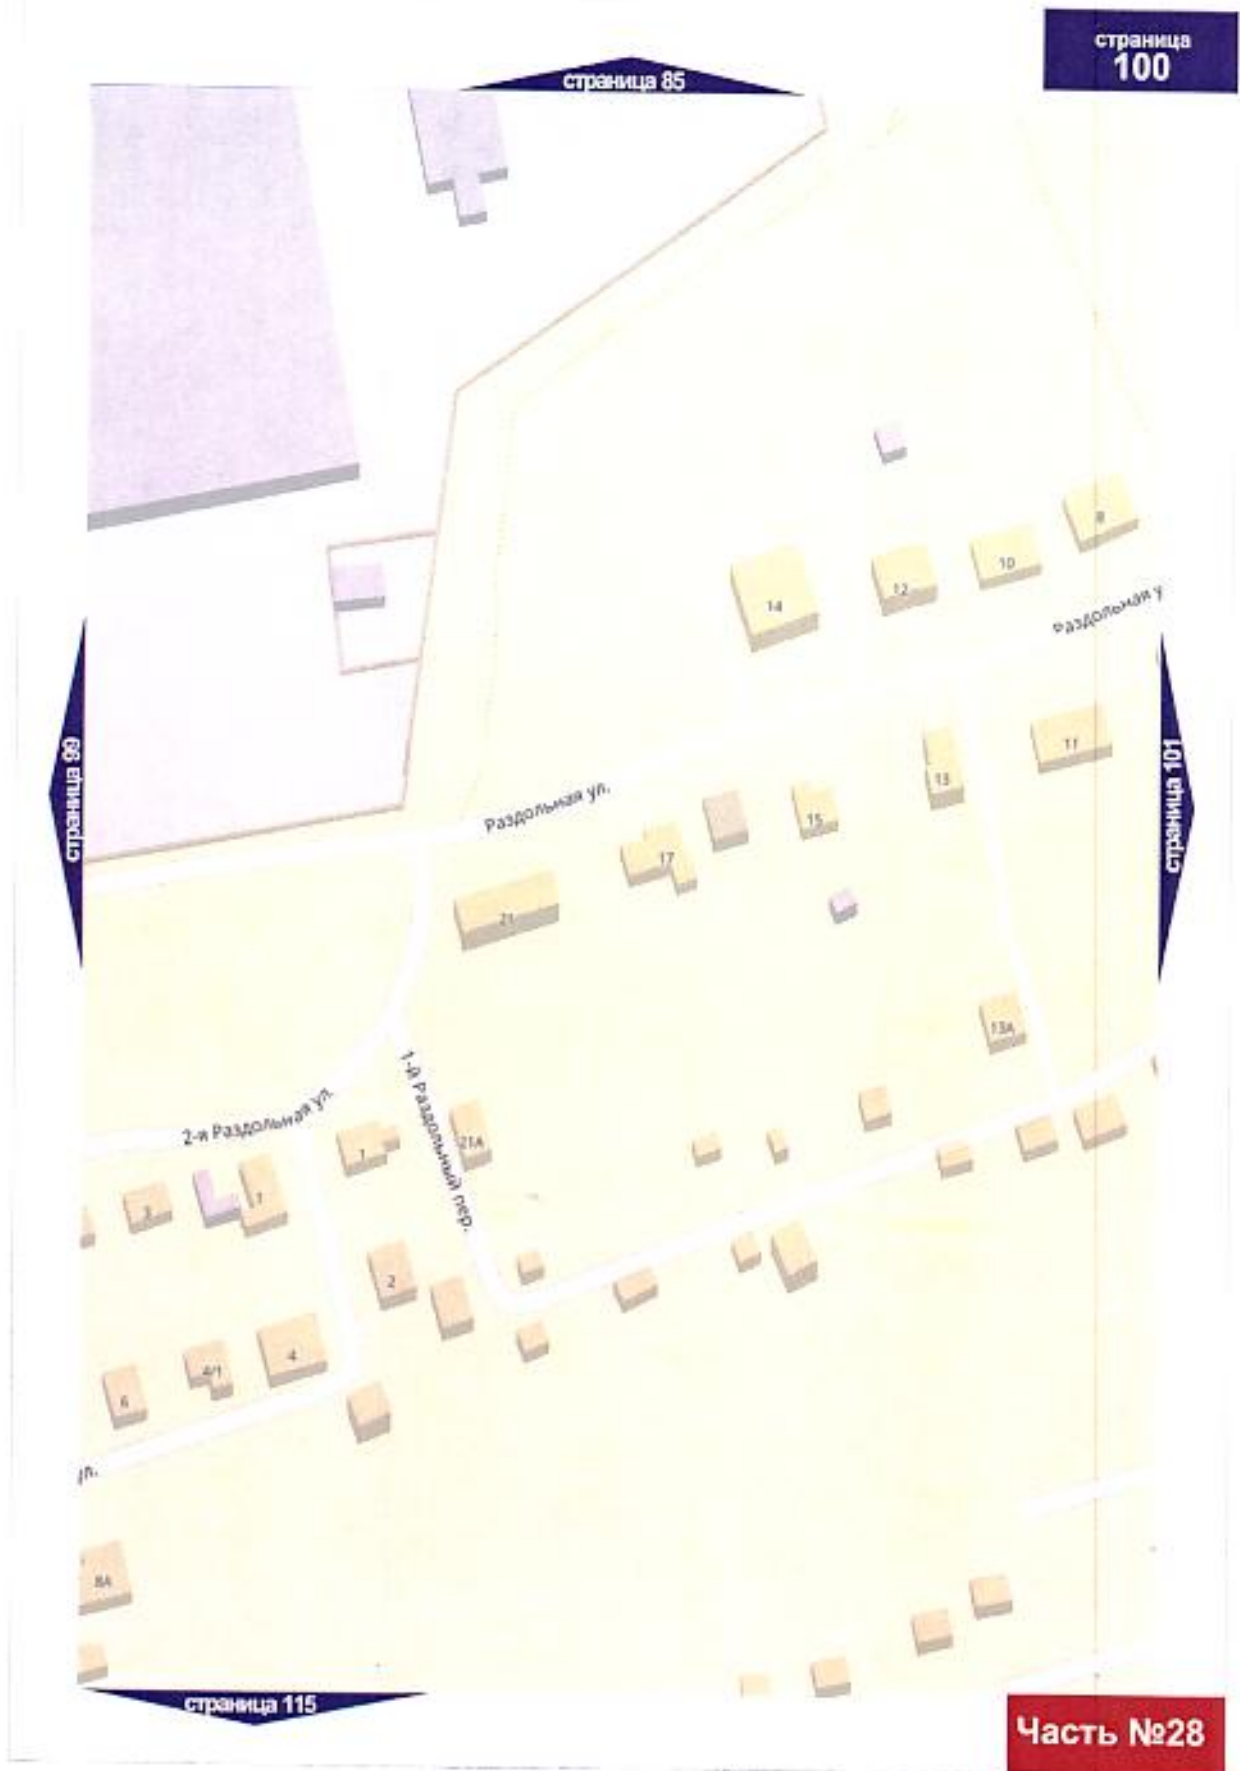 страница
100
страница 85
8
10
12
14
Раздольная у
страница 99
страница 101
11
13
15
Раздольная ул.
17
21
13а
1-й Раздольный пер.
2-я Раздольная ул.
21а
1
1
3
2
4
4/1
6
ул.
8а
страница 115
Часть №28